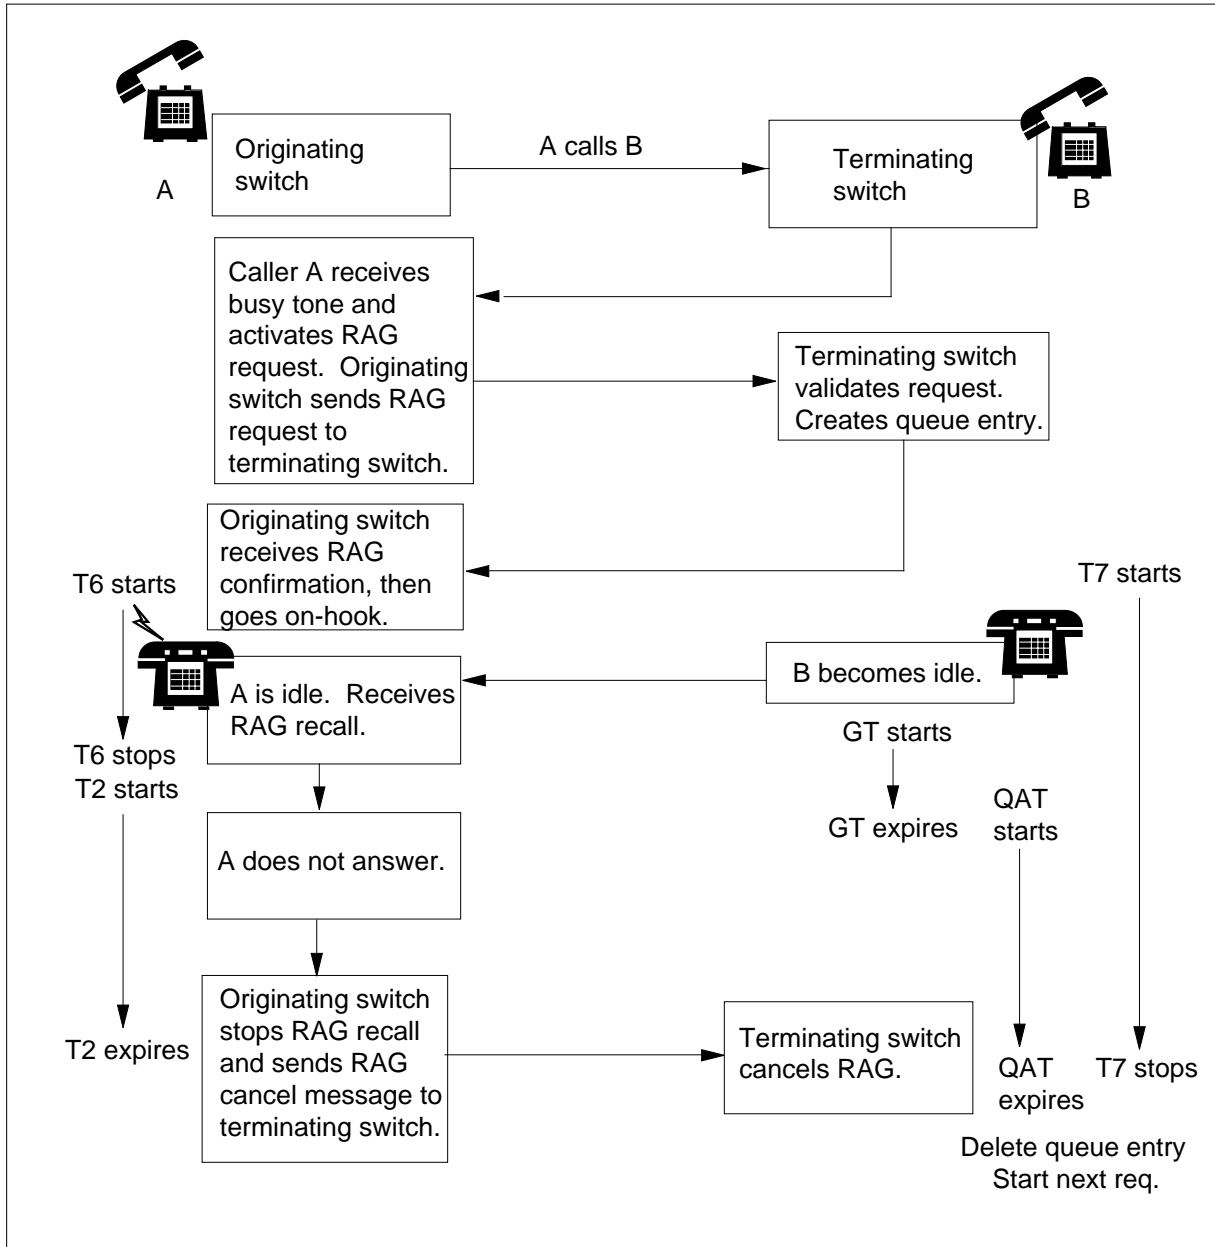 A
Originating
switch
A calls B
Terminating
switch
B
Caller A receives
busy tone and
activates RAG
request.  Originating
switch sends RAG
request to
terminating switch.
Terminating switch
validates request.
Creates queue entry.
Originating switch
receives RAG
confirmation, then
goes on-hook.
T6 starts
T7 starts
A is idle.  Receives
RAG recall.
B becomes idle.
T6 stops
T2 starts
GT starts
GT expires
QAT
starts
A does not answer.
T2 expires
Originating switch
stops RAG recall
and sends RAG
cancel message to
terminating switch.
Terminating switch
cancels RAG.
QAT
expires
T7 stops
Delete queue entry
Start next req.